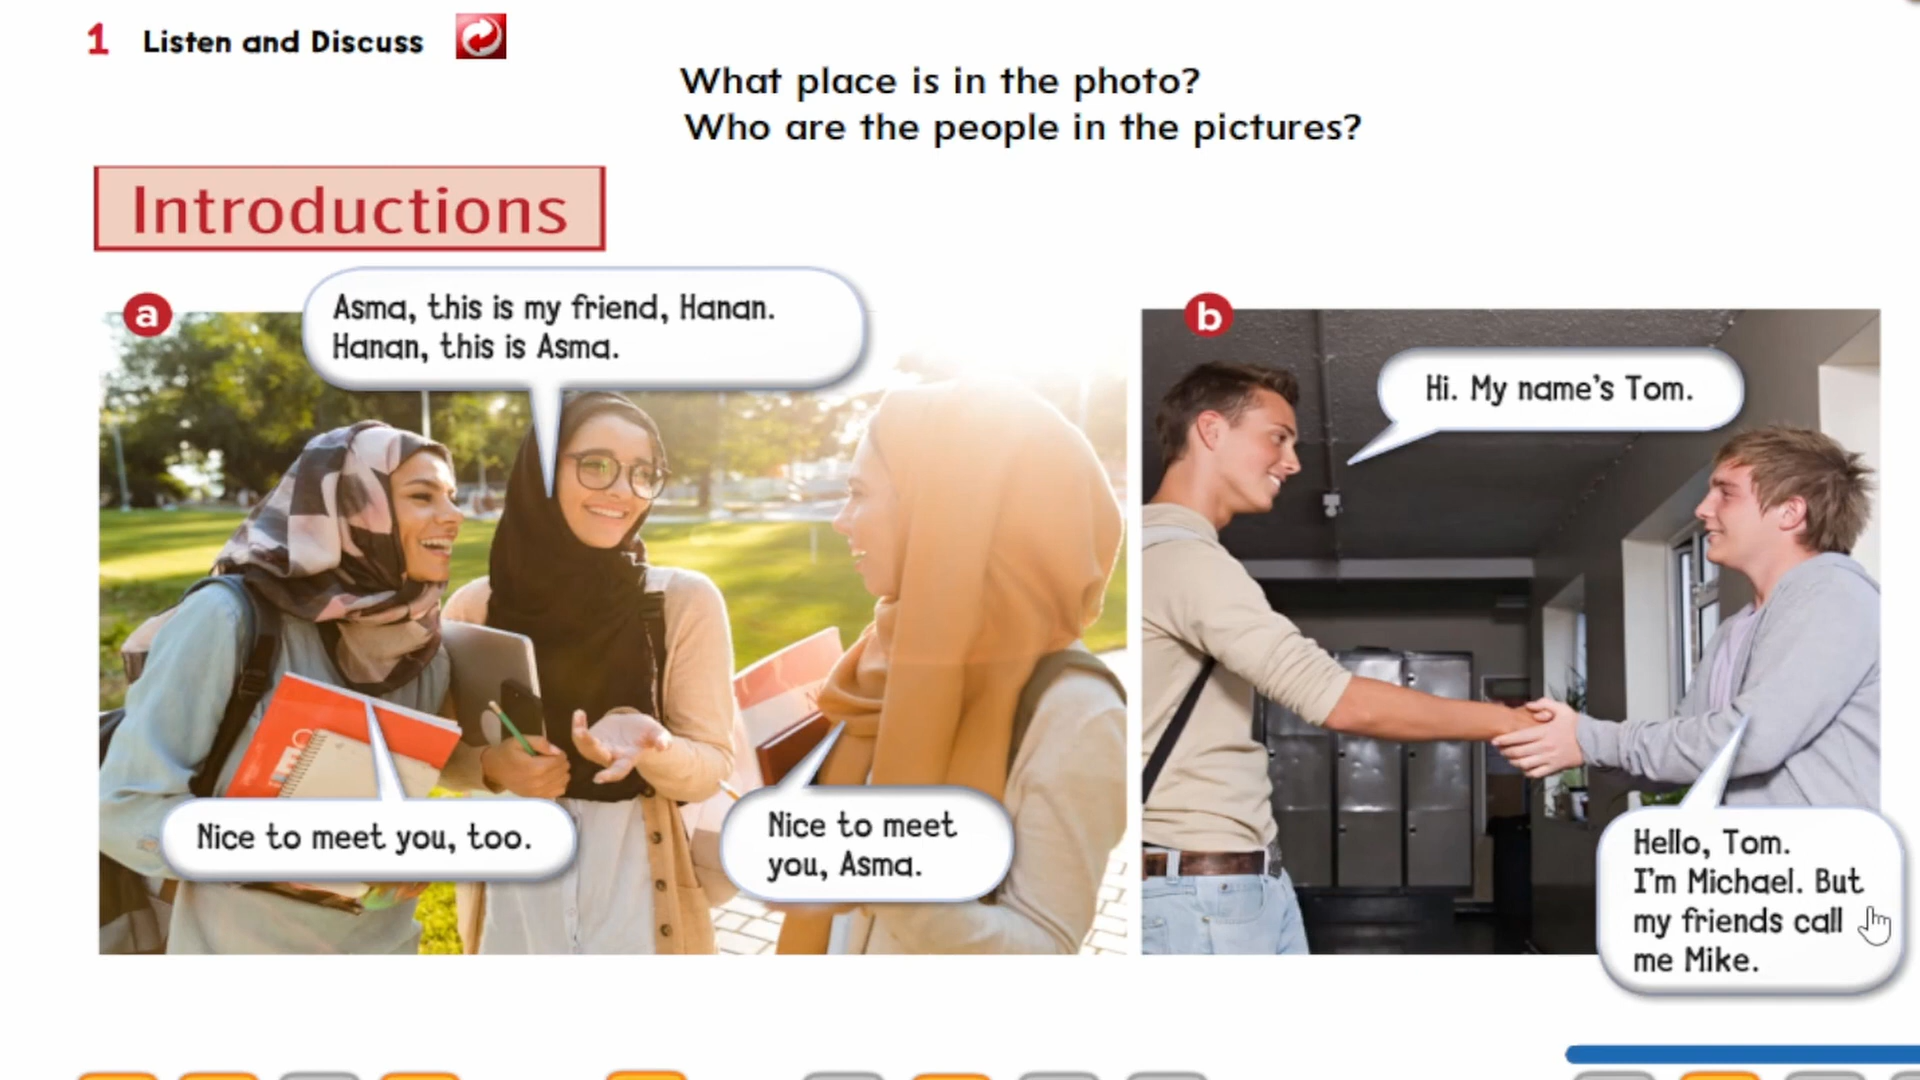 1 Listen and Discuss
What place is in the photo?
Who are the people in the pictures?
Introductions
a
Asma, this is my friend, Hanan.
Hanan, this is Asma.
Nice to meet you, too.
Nice to meet
you, Asma.
b
Hi. My name's Tom.
Hello, Tom.
I'm Michael. But
my friends call
me Mike.